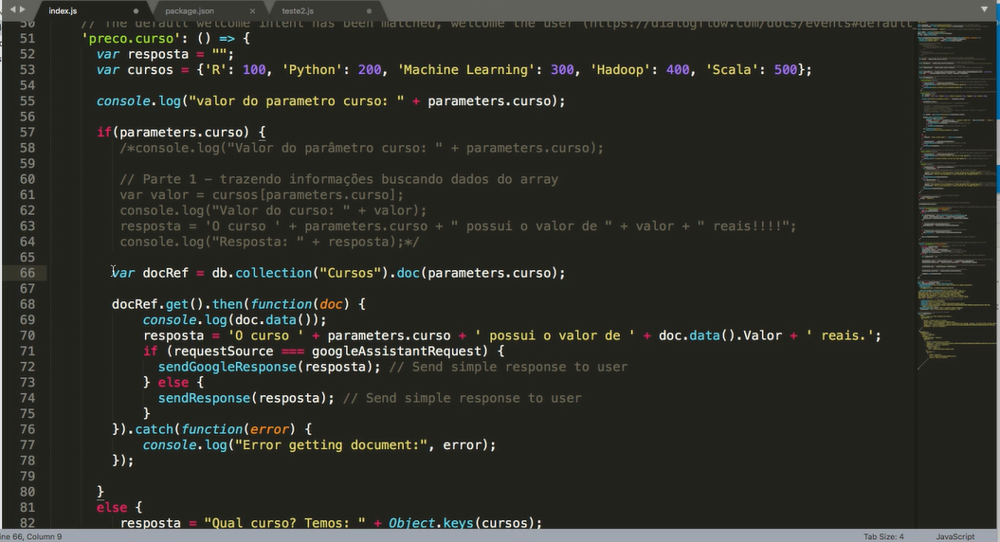 index.js
package.json
teste2.js
50 // The default welcome intent has been matched, welcome the user (https://dialogflow.com/docs/events#default
51 'preco.curso': () => {
52 var resposta = "";
53 var cursos = {'R': 100, 'Python': 200, 'Machine Learning': 300, 'Hadoop': 400, 'Scala': 500};
54
55 console.log("valor do parametro curso: " + parameters.curso);
56
57 if(parameters.curso) {
58 /*console.log("Valor do parâmetro curso: " + parameters.curso);
59
60 // Parte 1 – trazendo informações buscando dados do array
61 var valor = cursos[parameters.curso];
62 console.log("Valor do curso: " + valor);
63 resposta = 'O curso ' + parameters.curso + " possui o valor de " + valor + " reais!!!!";
64 console.log("Resposta: " + resposta);*/
65
66 var docRef = db.collection("Cursos").doc(parameters.curso);
67
68 docRef.get().then(function(doc) {
69 console.log(doc.data());
70 resposta = 'O curso ' + parameters.curso + ' possui o valor de ' + doc.data().Valor + ' reais.';
71 if (requestSource === googleAssistantRequest) {
72 sendGoogleResponse(resposta); // Send simple response to user
73 } else {
74 sendResponse(resposta); // Send simple response to user
75 }
76 }).catch(function(error) {
77 console.log("Error getting document:", error);
78 });
79
80 }
81 else {
82 resposta = "Qual curso? Temos: " + Object.keys(cursos);
ine 66, Column 9
Tab Size: 4
JavaScript